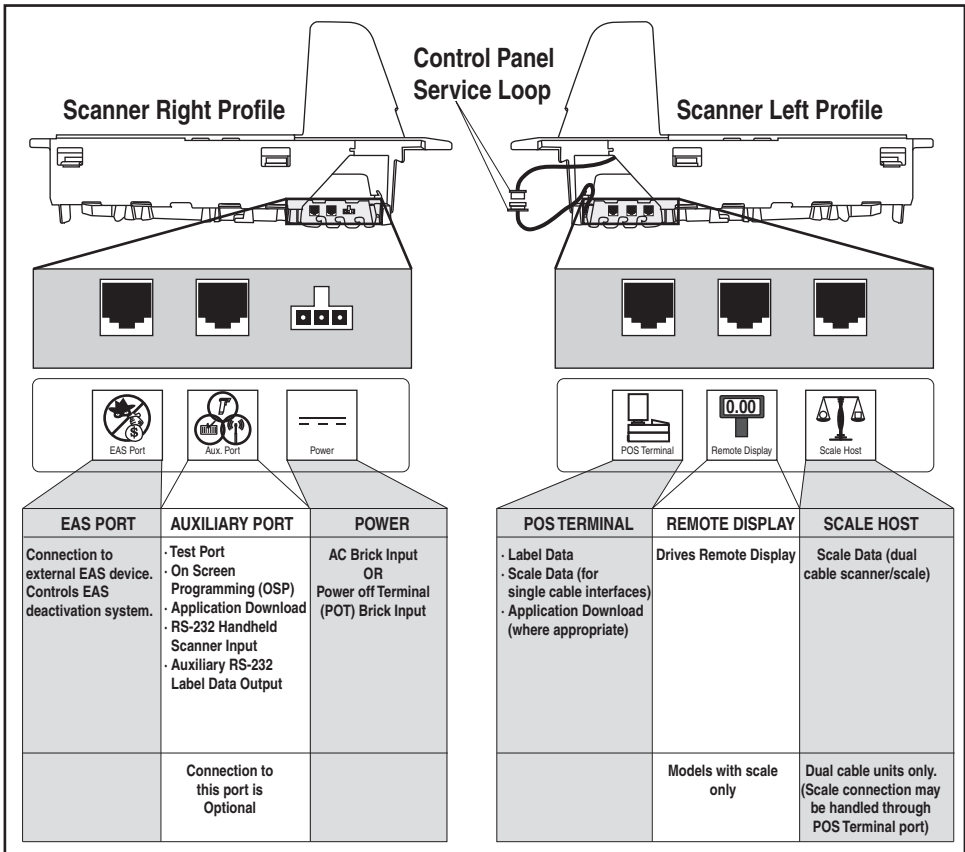 Control Panel
Service Loop
Scanner Right Profile
Scanner Left Profile
EAS Port
Aux. Port
Power
$
POS Terminal
Remote Display
Scale Host
0.00
EAS PORT
Connection to
external EAS device.
Controls EAS
deactivation system.
AUXILIARY PORT
· Test Port
· On Screen
Programming (OSP)
· Application Download
· RS-232 Handheld
Scanner Input
· Auxiliary RS-232
Label Data Output
Connection to
this port is
Optional
POWER
AC Brick Input
OR
Power off Terminal
(POT) Brick Input
POS TERMINAL
· Label Data
· Scale Data (for
single cable interfaces)
· Application Download
(where appropriate)
REMOTE DISPLAY
Drives Remote Display
Models with scale
only
SCALE HOST
Scale Data (dual
cable scanner/scale)
Dual cable units only.
(Scale connection may
be handled through
POS Terminal port)